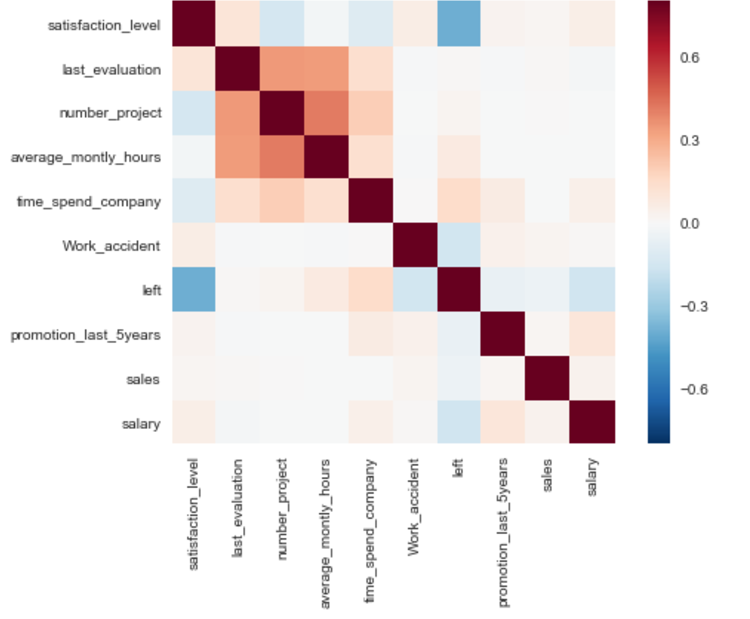 satisfaction_level
last_evaluation
number_project
average_montly_hours
time_spend_company
Work_accident
left
promotion_last_5years
sales
salary
0.6
0.3
0.0
−0.3
−0.6
satisfaction_level
last_evaluation
number_project
average_montly_hours
time_spend_company
Work_accident
left
promotion_last_5years
sales
salary